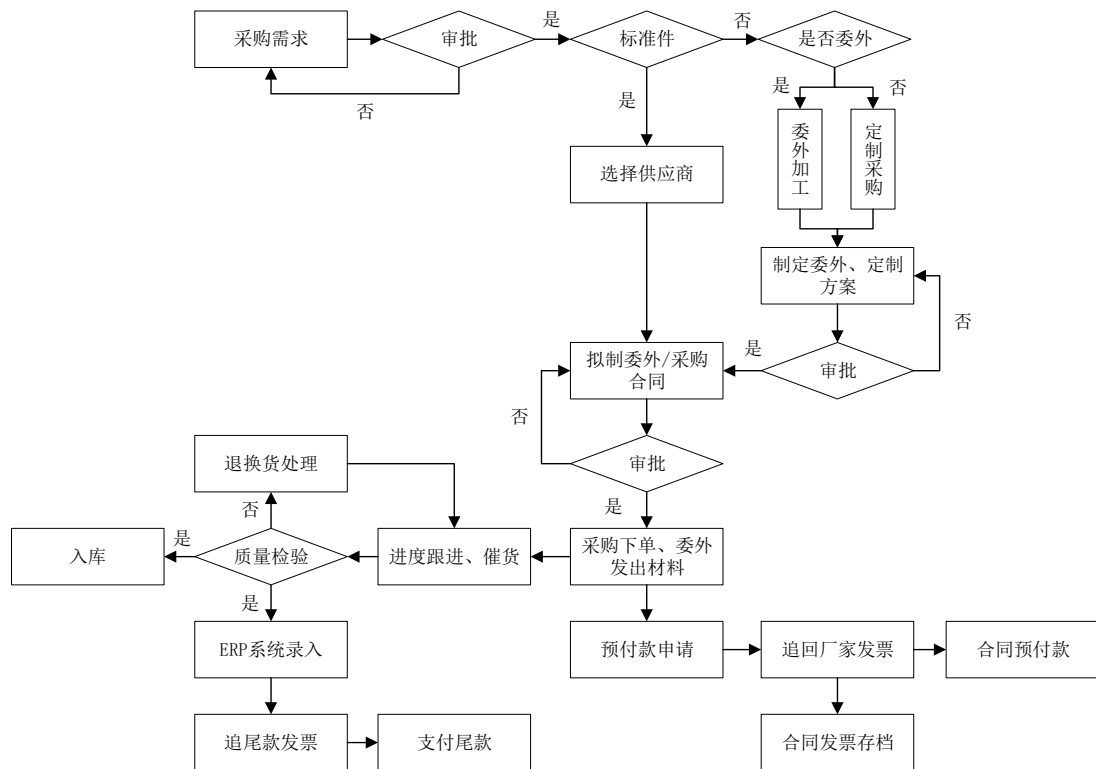 采购需求
审批
是
标准件
否
是否委外
否
是
是
否
委外加工
定制采购
选择供应商
制定委外、定制
方案
否
是
审批
拟制委外/采购
合同
否
审批
是
退换货处理
否
入库
是
质量检验
进度跟进、催货
采购下单、委外
发出材料
是
ERP系统录入
预付款申请
追回厂家发票
合同预付款
追尾款发票
支付尾款
合同发票存档